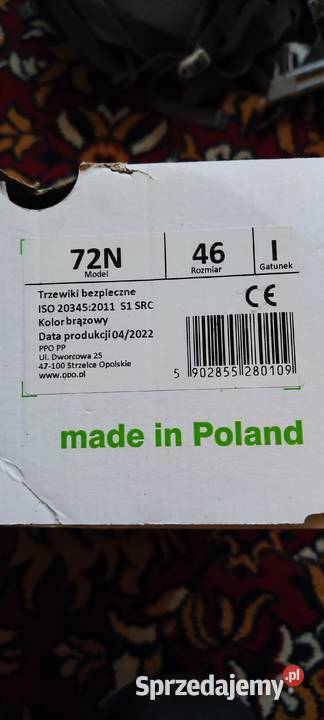 72N
Model
46
Rozmiar
I
Gatunek
Trzewiki bezpieczne
ISO 20345:2011 S1 SRC
Kolor brązowy
Data produkcji 04/2022
PPO PP
Ul. Dworcowa 25
47-100 Strzelce Opolskie
www.ppo.pl
CE
5 902855 280109
made in Poland
Sprzedajemy.pl